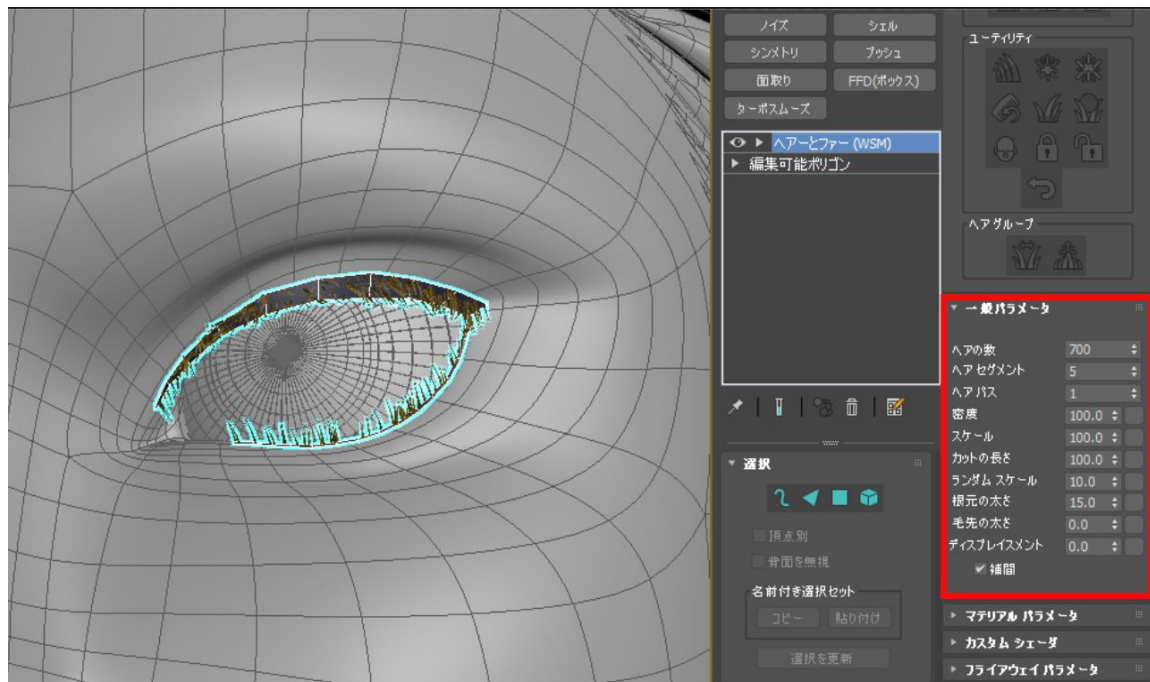 ノイズ シェル
シンメトリ プッシュ
面取り FFD(ボックス)
ターボスムーズ
ヘアーとファー (WSM)
編集可能ポリゴン
選択
頂点別
背面を無視
名前付き選択セット
コピー 貼り付け
選択を更新
ユーティリティ
ヘア グループ
一般パラメータ
ヘアの数 700
ヘア セグメント 5
ヘア パス 1
密度 100.0
スケール 100.0
カットの長さ 100.0
ランダム スケール 10.0
根元の太さ 15.0
毛先の太さ 0.0
ディスプレイスメント 0.0
補間
マテリアル パラメータ
カスタム シェーダ
フライアウェイ パラメータ